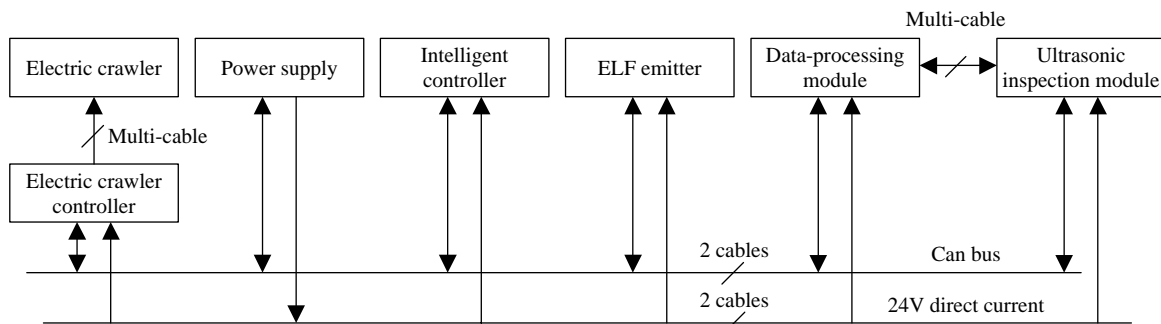 Multi-cable
Electric crawler
Power supply
Intelligent
controller
ELF emitter
Data-processing
module
Ultrasonic
inspection module
Multi-cable
Electric crawler
controller
2 cables
Can bus
2 cables
24V direct current